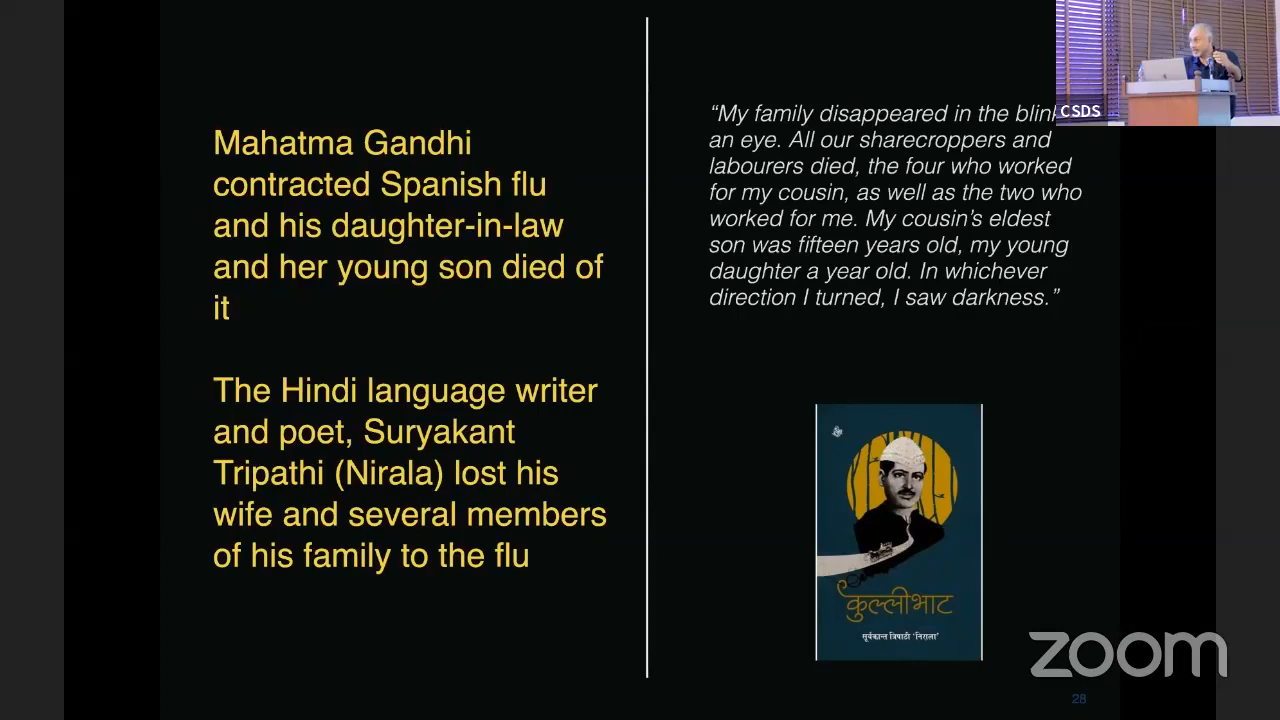 Mahatma Gandhi
contracted Spanish flu
and his daughter-in-law
and her young son died of
it
The Hindi language writer
and poet, Suryakant
Tripathi (Nirala) lost his
wife and several members
of his family to the flu
“My family disappeared in the
an eye. All our sharecroppers and
labourers died, the four who worked
for my cousin, as well as the two who
worked for me. My cousin’s eldest
son was fifteen years old, my young
daughter a year old. In whichever
direction I turned, I saw darkness.”
कुल्लीभाट
सूर्यकान्त त्रिपाठी ‘निराला’
CSDS
zoom
28